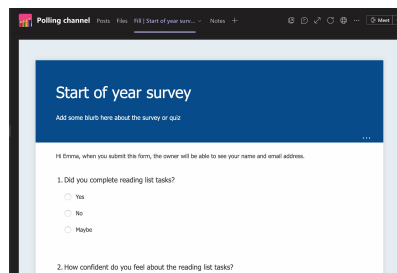 Polling channel Posts Files Fill | Start of year surv... Notes + Meet
Start of year survey
Add some blurb here about the survey or quiz
Hi Emma, when you submit this form, the owner will be able to see your name and email address.
1. Did you complete reading list tasks?
Yes
No
Maybe
2. How confident do you feel about the reading list tasks?